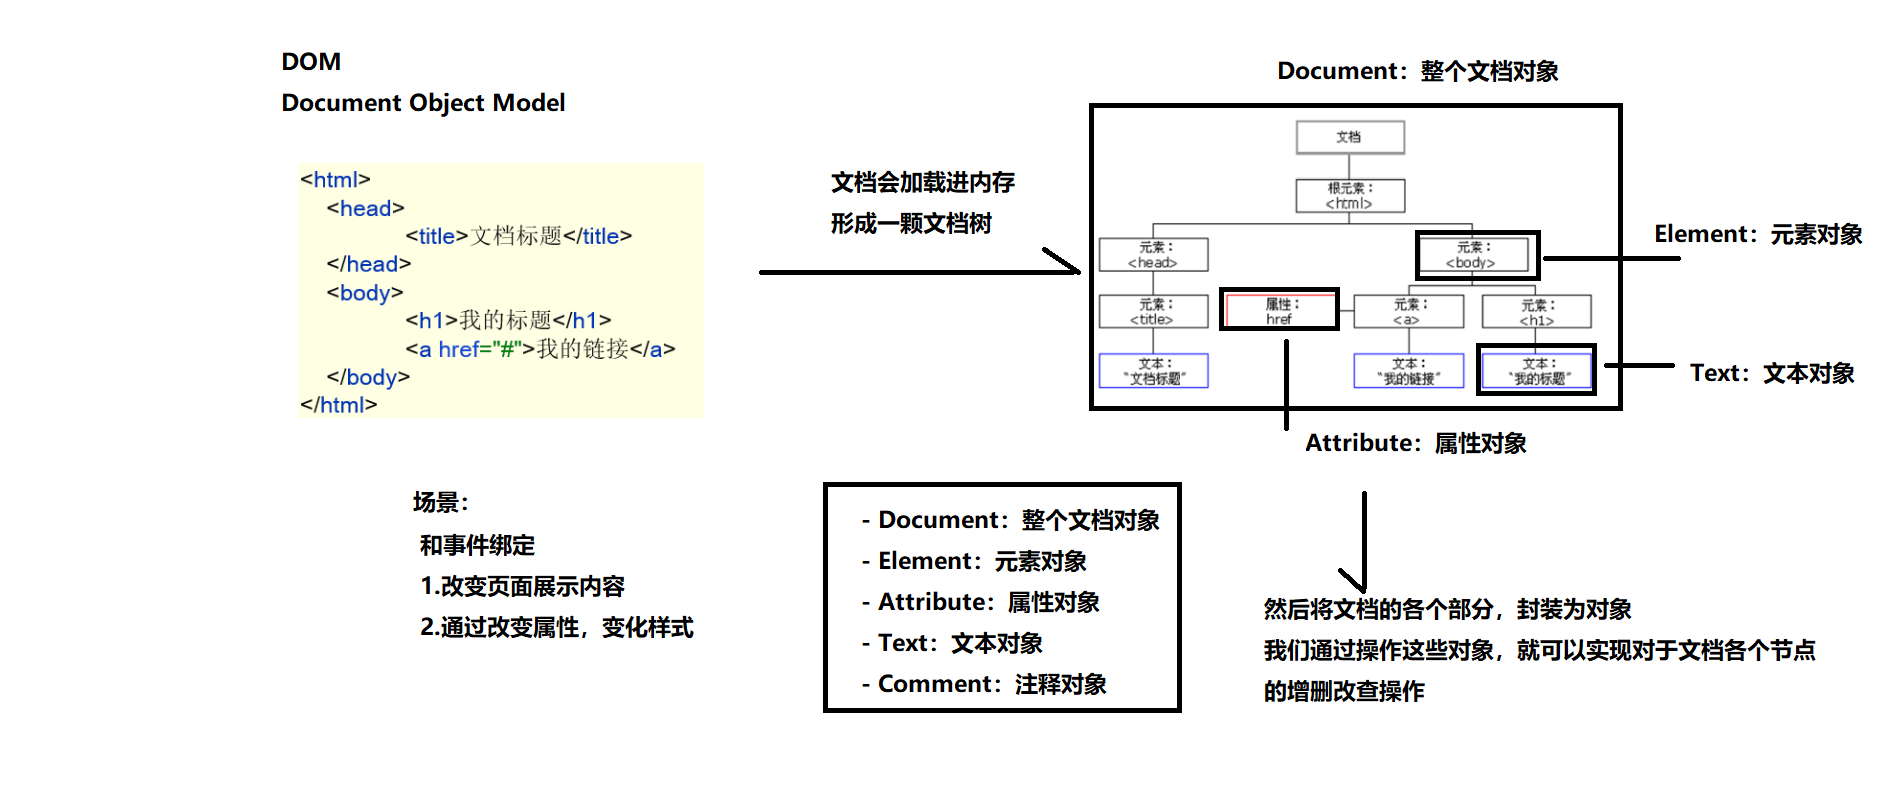 DOM
Document Object Model
<html>
<head>
<title>文档标题</title>
</head>
<body>
<h1>我的标题</h1>
<a href="#">我的链接</a>
</body>
</html>
场景：
和事件绑定
1.改变页面展示内容
2.通过改变属性，变化样式
文档会加载进内存
形成一颗文档树
Document：整个文档对象
文档
根元素：
<html>
元素：
<head>
元素：
<body>
元素：
<title>
属性：
href
元素：
<a>
元素：
<h1>
文本：
“文档标题”
文本：
“我的链接”
文本：
“我的标题”
Element：元素对象
Text：文本对象
Attribute：属性对象
- Document：整个文档对象
- Element：元素对象
- Attribute：属性对象
- Text：文本对象
- Comment：注释对象
然后将文档的各个部分，封装为对象
我们通过操作这些对象，就可以实现对于文档各个节点
的增删改查操作